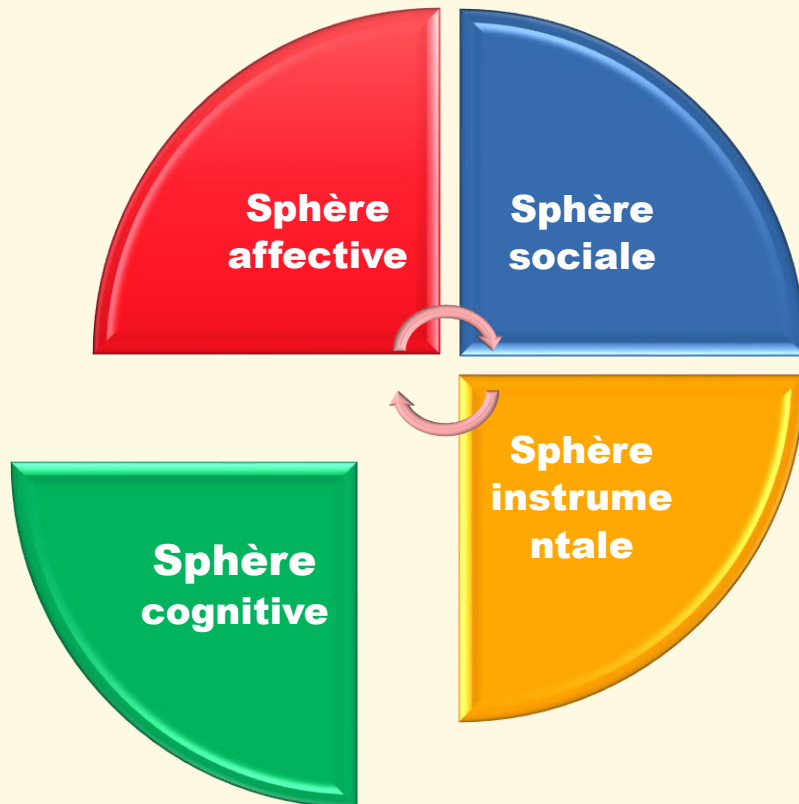 Sphère
affective
Sphère
sociale
Sphère
instrume
ntale
Sphère
cognitive